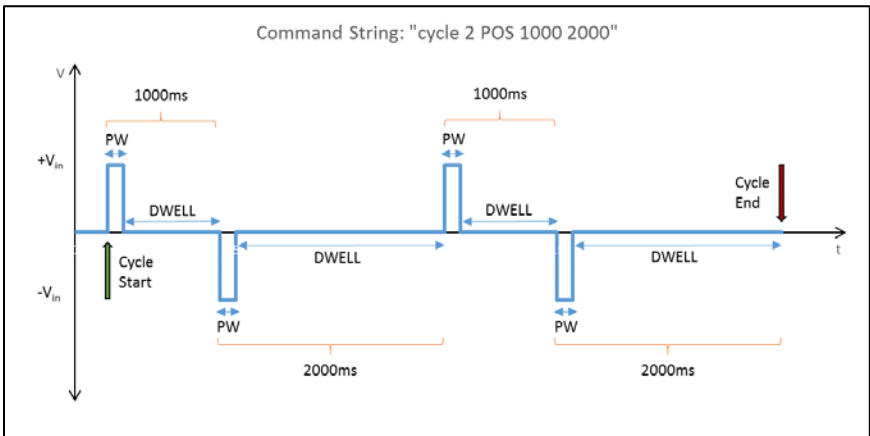 Command String: "cycle 2 POS 1000 2000"
V
1000ms
1000ms
PW
PW
+Vin
Cycle
End
DWELL
DWELL
t
Cycle
Start
DWELL
DWELL
-Vin
PW
PW
2000ms
2000ms